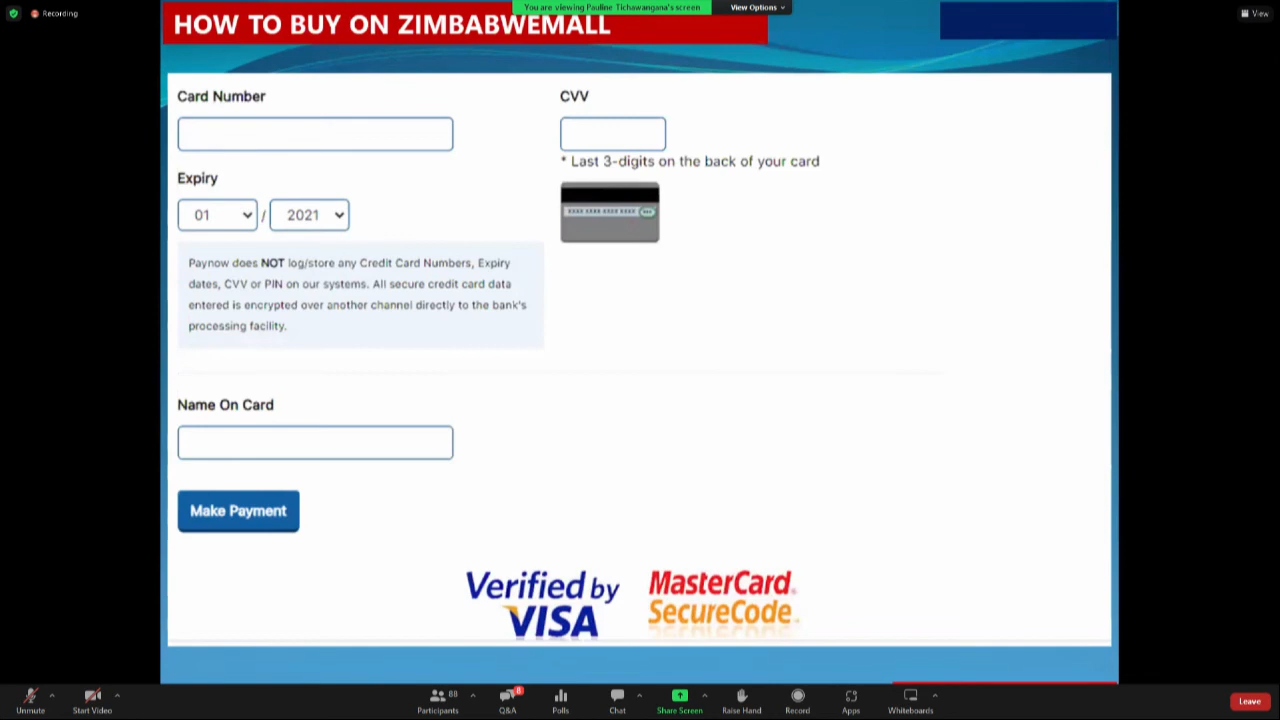 Recording
You are viewing Pauline Tichawangana's screen
View Options
View
HOW TO BUY ON ZIMBABWEMALL
Card Number
CVV
* Last 3-digits on the back of your card
Expiry
01 / 2021
Paynow does NOT log/store any Credit Card Numbers, Expiry
dates, CVV or PIN on our systems. All secure credit card data
entered is encrypted over another channel directly to the bank's
processing facility.
Name On Card
Make Payment
Verified by
VISA
MasterCard
SecureCode
88
8
Unmute
Start Video
Participants
Q&A
Polls
Chat
Share Screen
Raise Hand
Record
Apps
Whiteboards
Leave